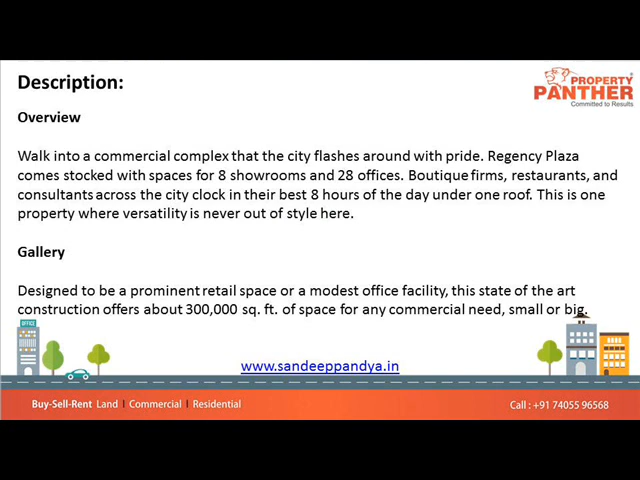 Description:
PROPERTY
PANTHER
Committed to Results
Overview
Walk into a commercial complex that the city flashes around with pride. Regency Plaza
comes stocked with spaces for 8 showrooms and 28 offices. Boutique firms, restaurants, and
consultants across the city clock in their best 8 hours of the day under one roof. This is one
property where versatility is never out of style here.
Gallery
Designed to be a prominent retail space or a modest office facility, this state of the art
construction offers about 300,000 sq. ft. of space for any commercial need, small or big.
OFFICE
www.sandeeppandya.in
Buy-Sell-Rent Land | Commercial | Residential
Call : +91 74055 96568